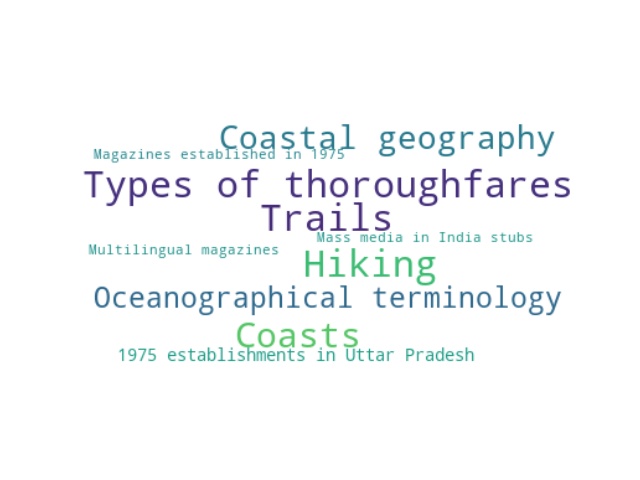 Coastal geography
Magazines established in 1975
Types of thoroughfares
Trails
Mass media in India stubs
Multilingual magazines
Hiking
Oceanographical terminology
Coasts
1975 establishments in Uttar Pradesh